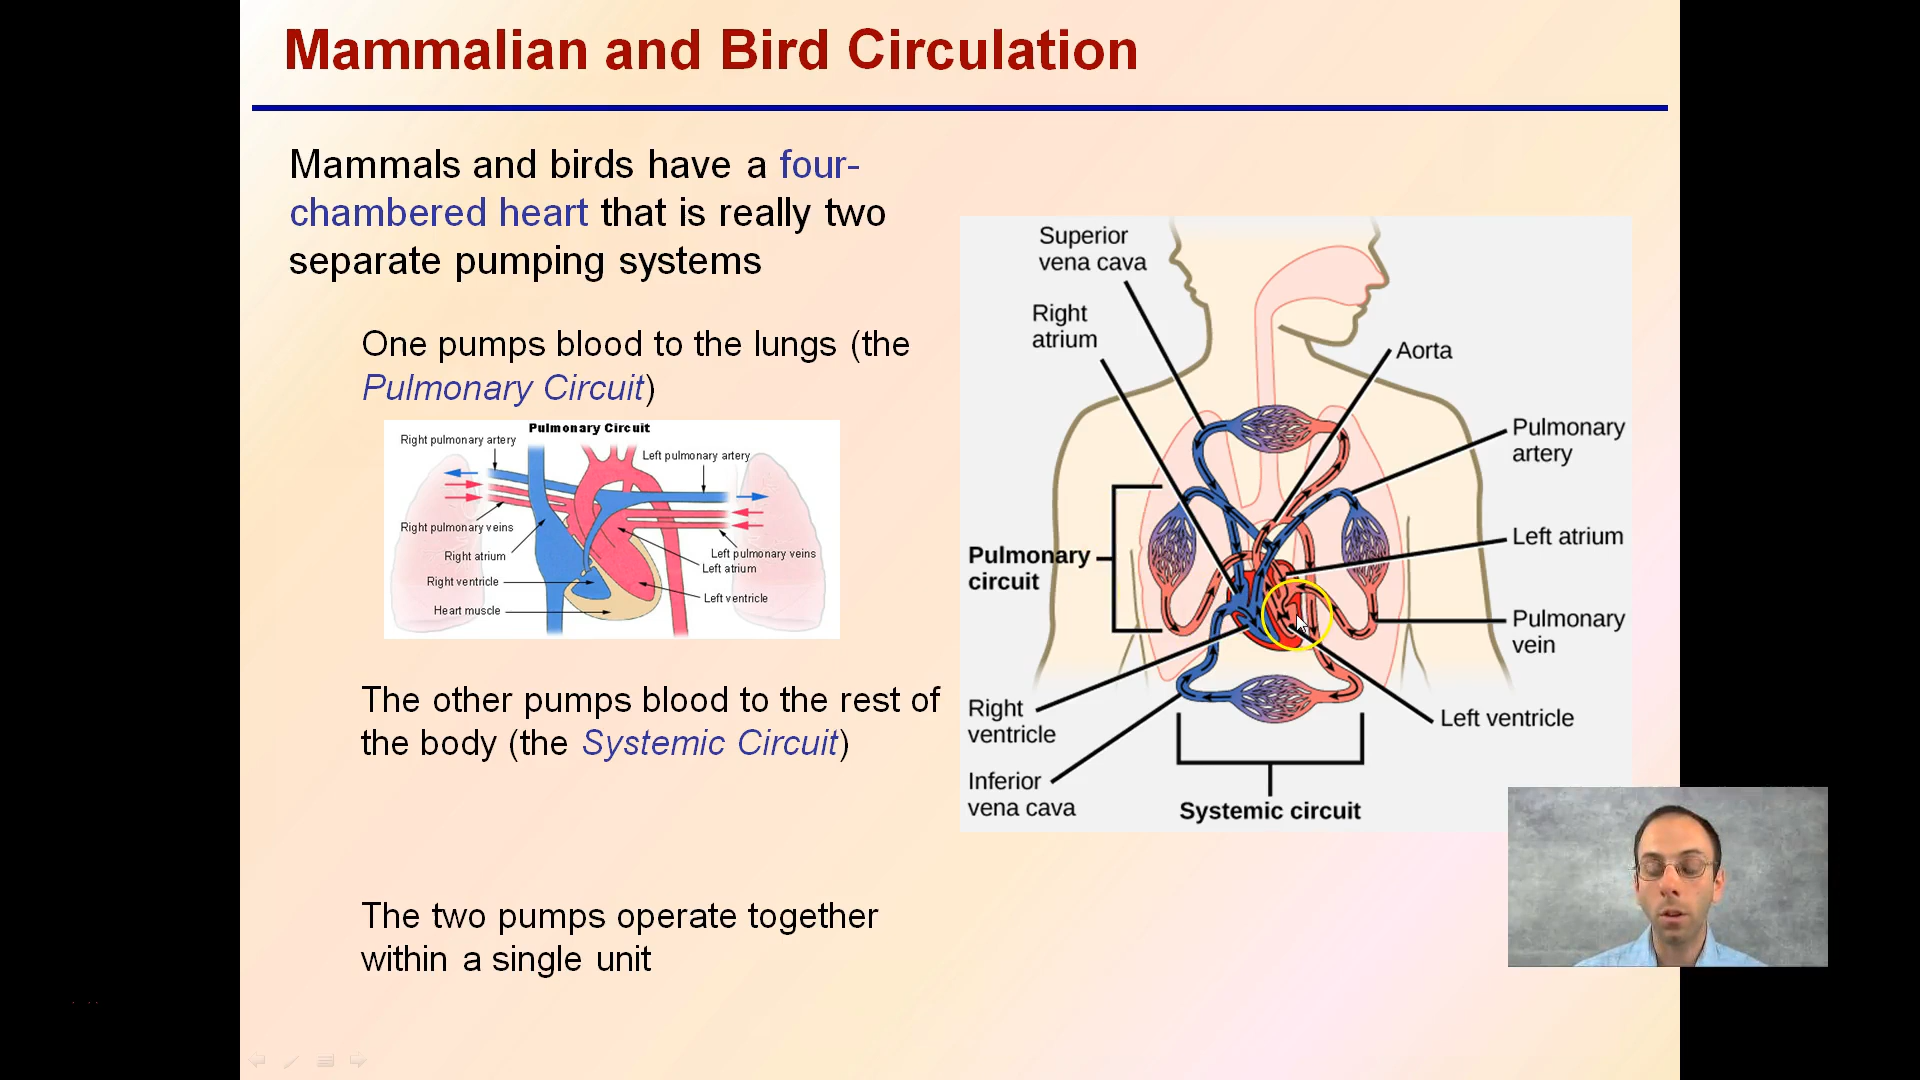 Mammalian and Bird Circulation
Mammals and birds have a four-
chambered heart that is really two
separate pumping systems
One pumps blood to the lungs (the
Pulmonary Circuit)
Pulmonary Circuit
Right pulmonary artery
Left pulmonary artery
Right pulmonary veins
Left pulmonary veins
Right atrium
Left atrium
Right ventricle
Left ventricle
Heart muscle
The other pumps blood to the rest of
the body (the Systemic Circuit)
The two pumps operate together
within a single unit
Superior
vena cava
Right
atrium
Aorta
Pulmonary
artery
Left atrium
Pulmonary
circuit
Pulmonary
vein
Right
ventricle
Left ventricle
Inferior
vena cava
Systemic circuit